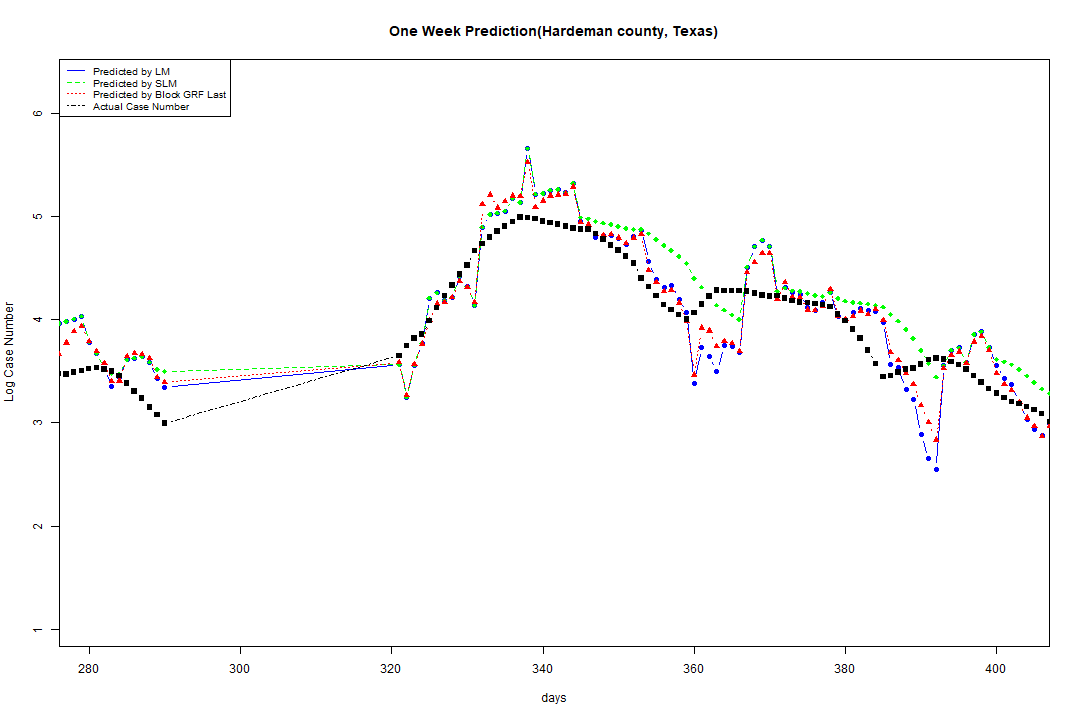 One Week Prediction(Hardeman county, Texas)
Predicted by LM
Predicted by SLM
Predicted by Block GRF Last
Actual Case Number
Log Case Number
6
5
4
3
2
1
280 300 320 340 360 380 400
days